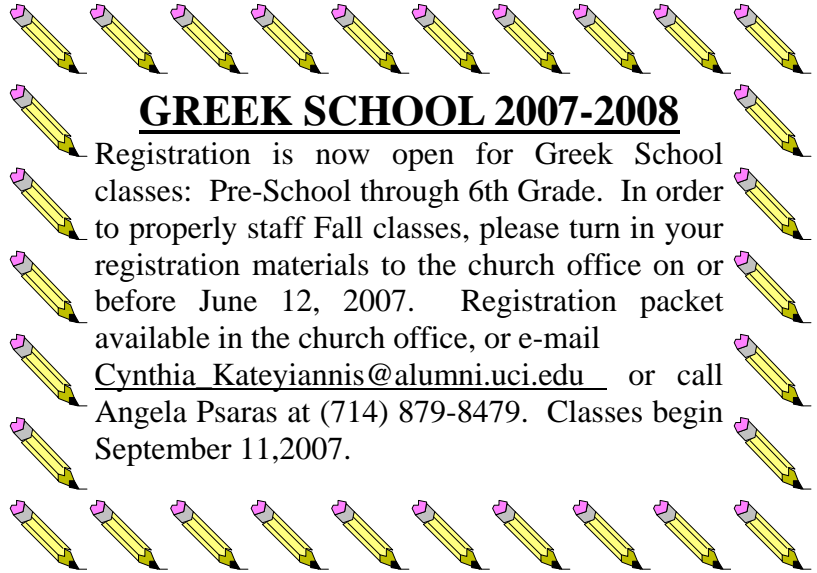 GREEK SCHOOL 2007-2008
Registration is now open for Greek School
classes: Pre-School through 6th Grade. In order
to properly staff Fall classes, please turn in your
registration materials to the church office on or
before June 12, 2007. Registration packet
available in the church office, or e-mail
Cynthia_Kateyiannis@alumni.uci.edu or call
Angela Psaras at (714) 879-8479. Classes begin
September 11,2007.